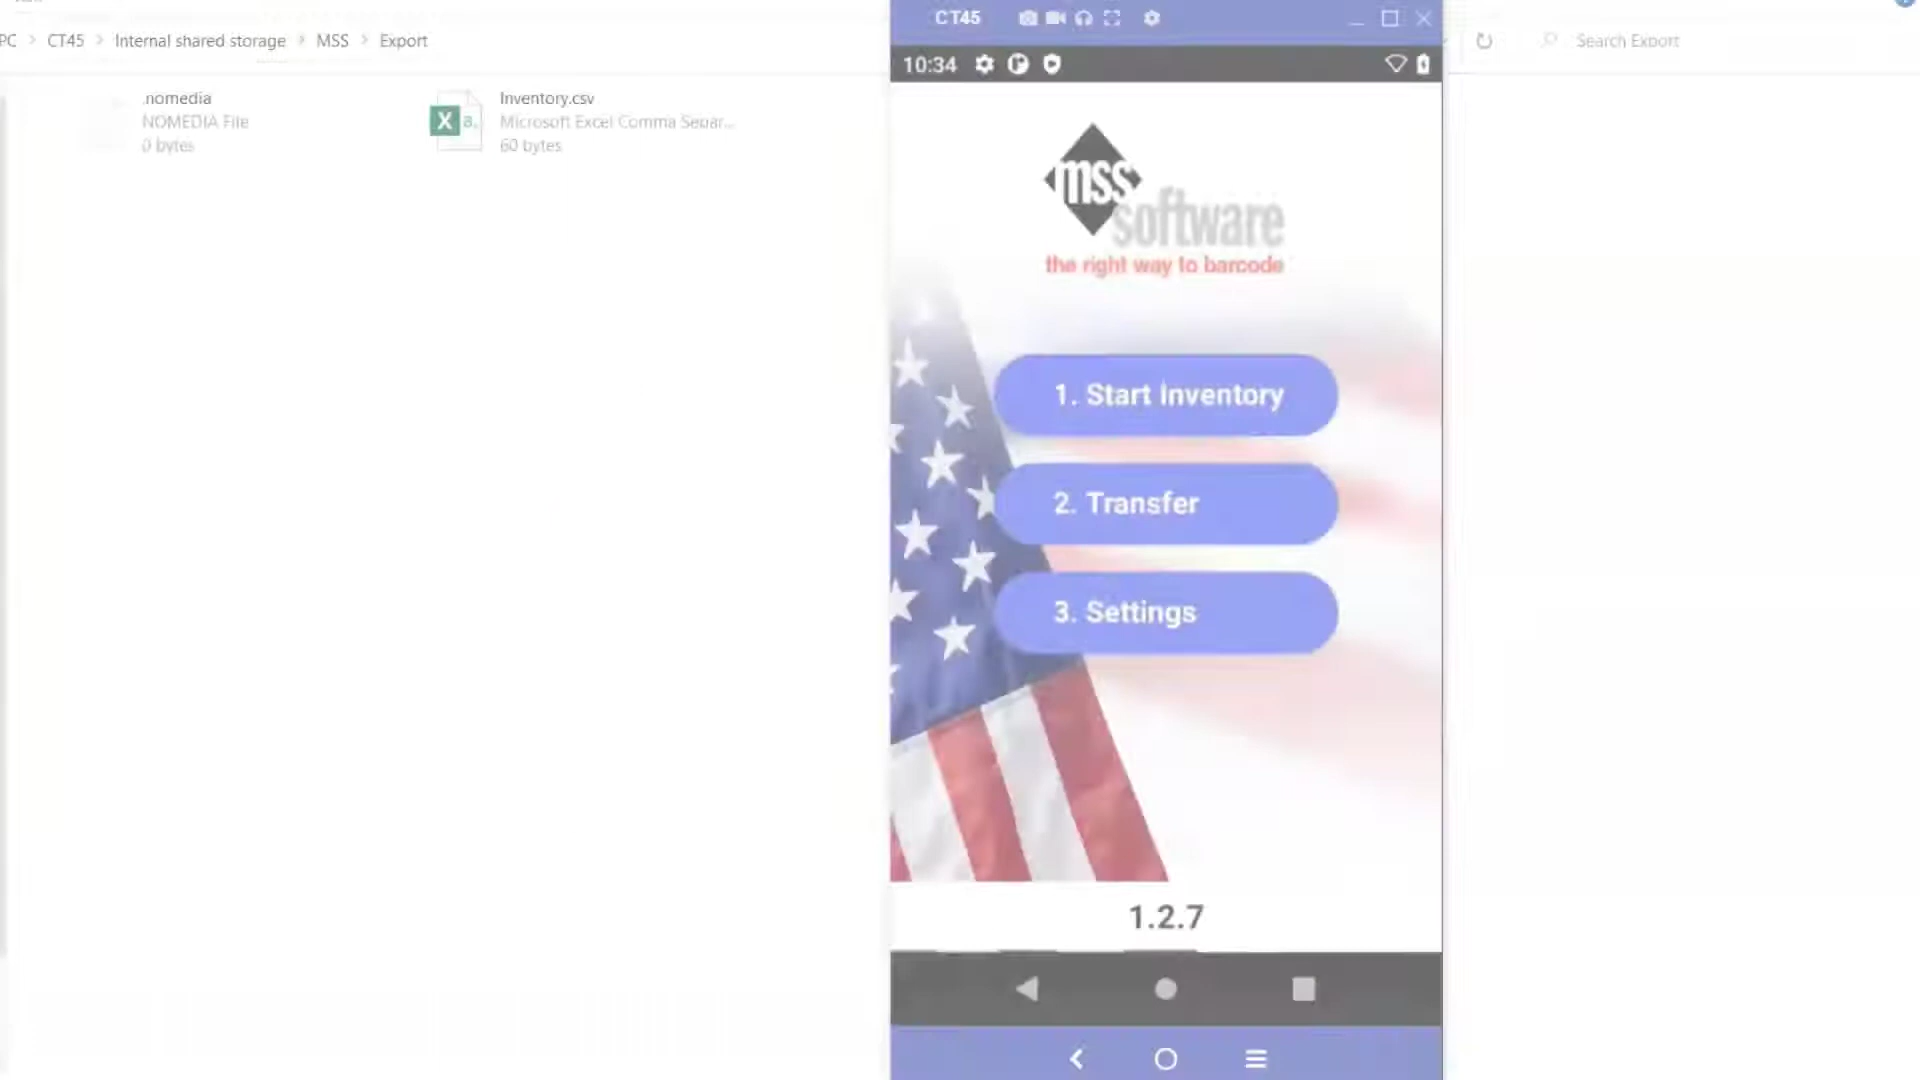 PC > CT45 > Internal shared storage > MSS > Export
Search Export
.nomedia
NOMEDIA File
0 bytes
Inventory.csv
Microsoft Excel Comma Separ...
60 bytes
X a,
CT45
10:34
mss
software
the right way to barcode
1. Start Inventory
2. Transfer
3. Settings
1.2.7